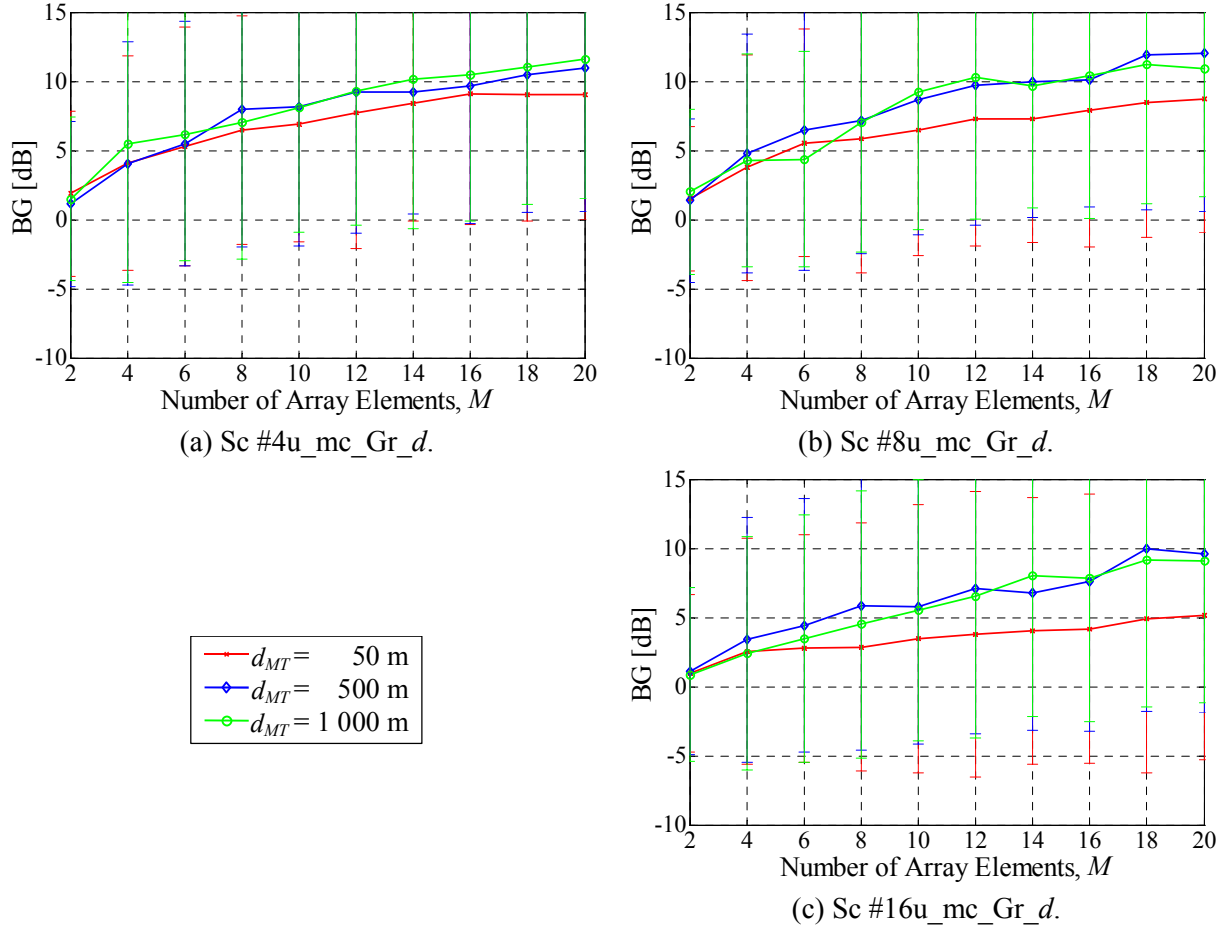 15
10
5
0
-5
-10
BG [dB]
2 4 6 8 10 12 14 16 18 20
Number of Array Elements, M
(a) Sc #4u_mc_Gr_d.
15
10
5
0
-5
-10
BG [dB]
2 4 6 8 10 12 14 16 18 20
Number of Array Elements, M
(b) Sc #8u_mc_Gr_d.
d_MT = 50 m
d_MT = 500 m
d_MT = 1 000 m
15
10
5
0
-5
-10
BG [dB]
2 4 6 8 10 12 14 16 18 20
Number of Array Elements, M
(c) Sc #16u_mc_Gr_d.